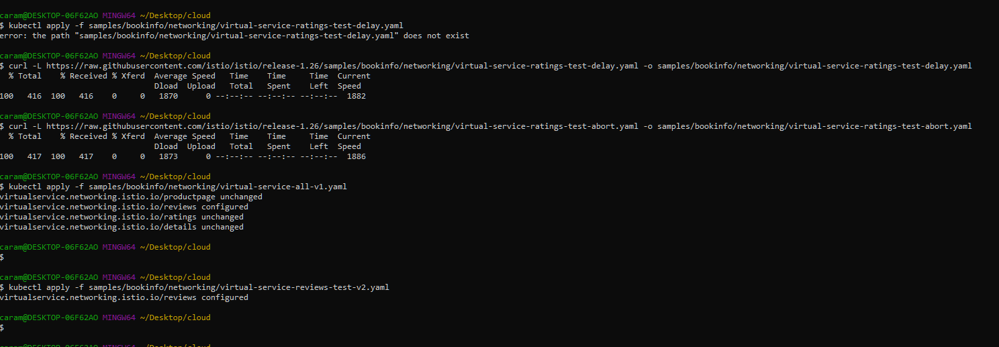 caram@DESKTOP-06F62AO MINGW64 ~/Desktop/cloud
$ kubectl apply -f samples/bookinfo/networking/virtual-service-ratings-test-delay.yaml
error: the path "samples/bookinfo/networking/virtual-service-ratings-test-delay.yaml" does not exist
caram@DESKTOP-06F62AO MINGW64 ~/Desktop/cloud
$ curl -L https://raw.githubusercontent.com/istio/istio/release-1.26/samples/bookinfo/networking/virtual-service-ratings-test-delay.yaml -o samples/bookinfo/networking/virtual-service-ratings-test-delay.yaml
% Total % Received % Xferd Average Speed Time Time Time Current
Dload Upload Total Spent Left Speed
100 416 100 416 0 0 1870 0 --:--:-- --:--:-- --:--:-- 1882
caram@DESKTOP-06F62AO MINGW64 ~/Desktop/cloud
$ curl -L https://raw.githubusercontent.com/istio/istio/release-1.26/samples/bookinfo/networking/virtual-service-ratings-test-abort.yaml -o samples/bookinfo/networking/virtual-service-ratings-test-abort.yaml
% Total % Received % Xferd Average Speed Time Time Time Current
Dload Upload Total Spent Left Speed
100 417 100 417 0 0 1873 0 --:--:-- --:--:-- --:--:-- 1886
caram@DESKTOP-06F62AO MINGW64 ~/Desktop/cloud
$ kubectl apply -f samples/bookinfo/networking/virtual-service-all-v1.yaml
virtualservice.networking.istio.io/productpage unchanged
virtualservice.networking.istio.io/reviews configured
virtualservice.networking.istio.io/ratings unchanged
virtualservice.networking.istio.io/details unchanged
caram@DESKTOP-06F62AO MINGW64 ~/Desktop/cloud
$
caram@DESKTOP-06F62AO MINGW64 ~/Desktop/cloud
$ kubectl apply -f samples/bookinfo/networking/virtual-service-reviews-test-v2.yaml
virtualservice.networking.istio.io/reviews configured
caram@DESKTOP-06F62AO MINGW64 ~/Desktop/cloud
$
caram@DESKTOP-06F62AO MINGW64 ~/Desktop/cloud